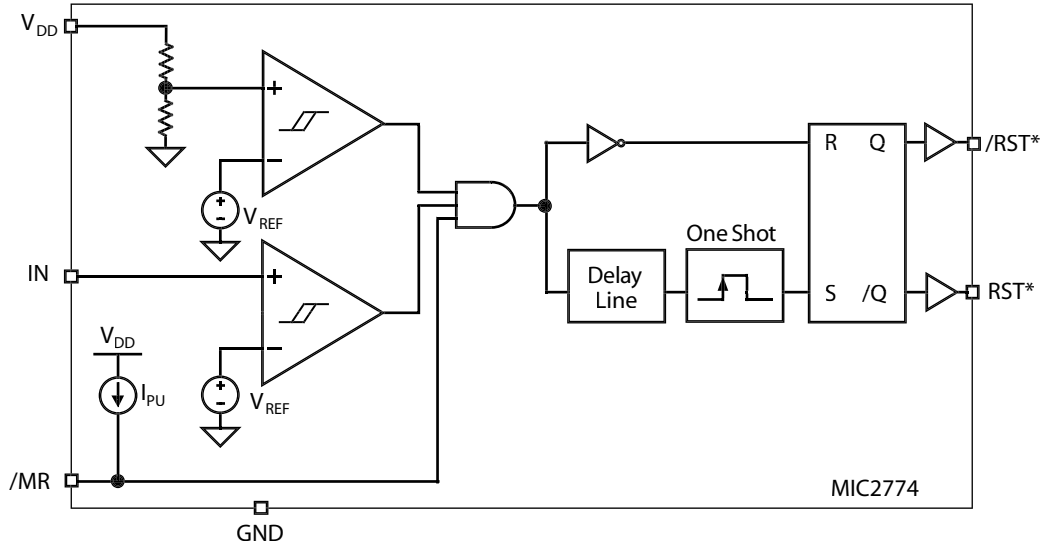 VDD
+
−
VREF
+
−
R Q
/RST*
IN
+
−
VREF
+
−
VDD
IPU
One Shot
Delay
Line
S /Q
RST*
/MR
MIC2774
GND